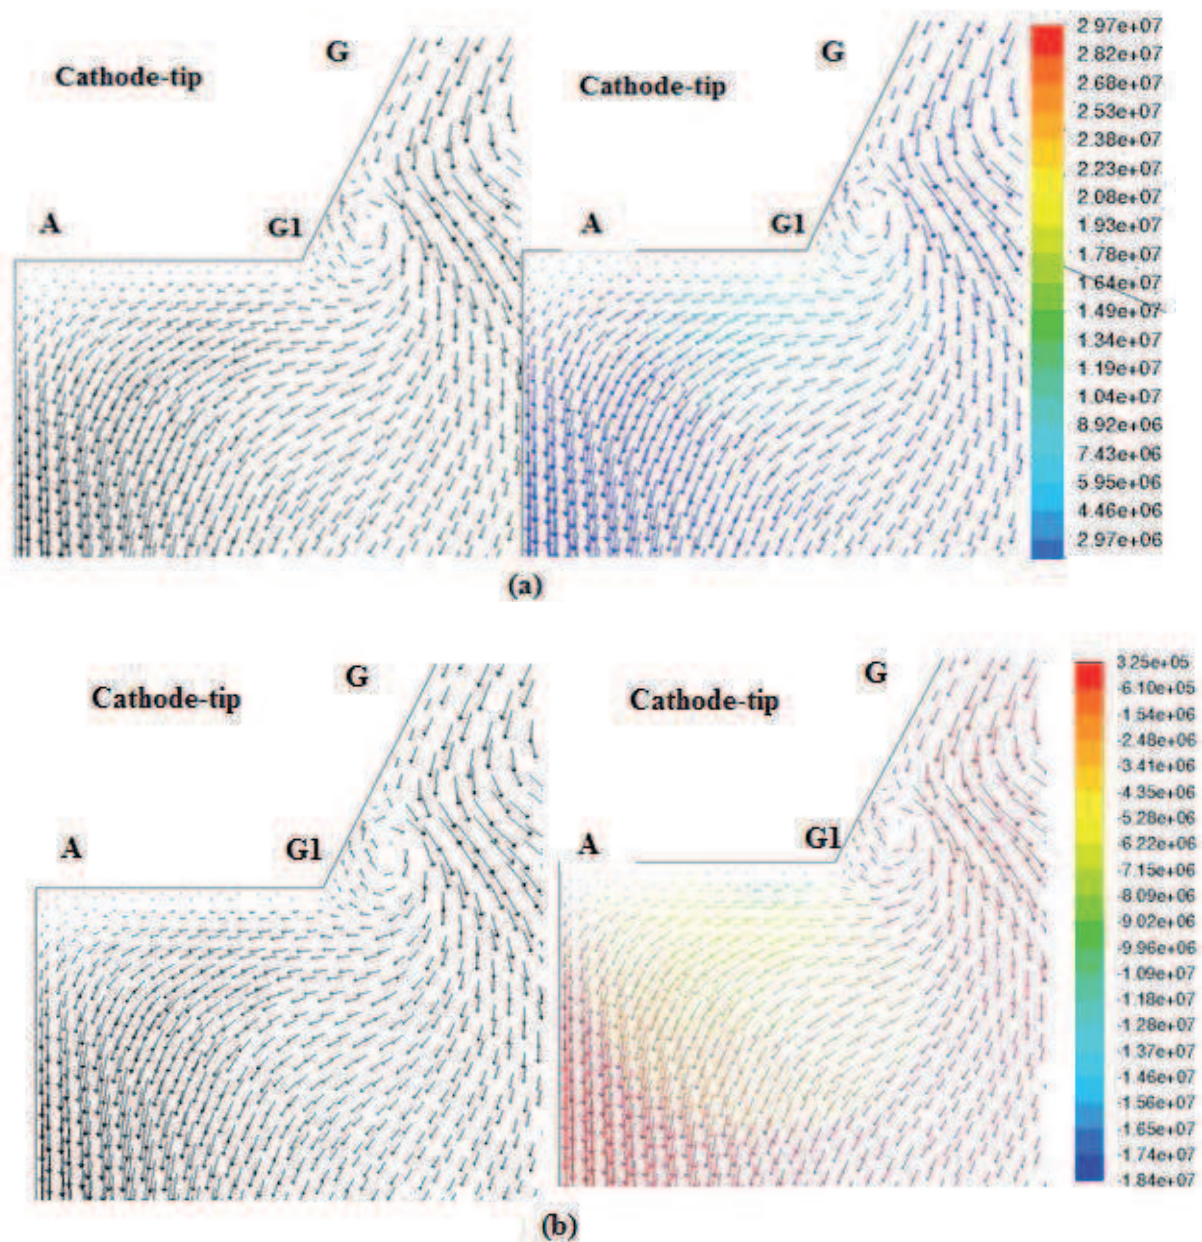 G
Cathode-tip
A
G1
G
Cathode-tip
A
G1
2.97e+07
2.82e+07
2.68e+07
2.53e+07
2.38e+07
2.23e+07
2.08e+07
1.93e+07
1.78e+07
1.64e+07
1.49e+07
1.34e+07
1.19e+07
1.04e+07
8.92e+06
7.43e+06
5.95e+06
4.46e+06
2.97e+06
(a)
G
Cathode-tip
A
G1
G
Cathode-tip
A
G1
3.25e+05
-6.10e+05
-1.54e+06
-2.48e+06
-3.41e+06
-4.35e+06
-5.28e+06
-6.22e+06
-7.15e+06
-8.09e+06
-9.02e+06
-9.96e+06
-1.09e+07
-1.18e+07
-1.28e+07
-1.37e+07
-1.46e+07
-1.56e+07
-1.65e+07
-1.74e+07
-1.84e+07
(b)